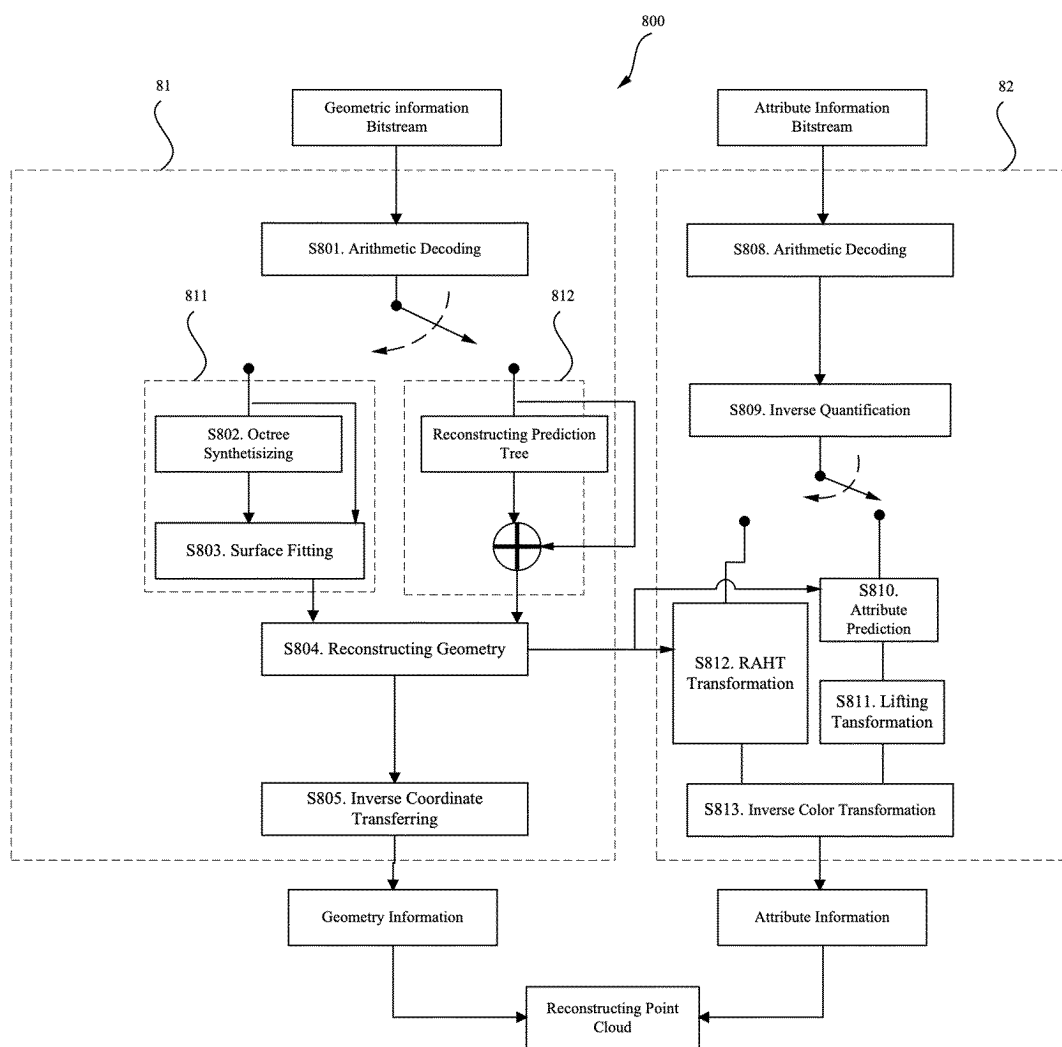 800
81
82
Geometric information
Bitstream
Attribute Information
Bitstream
S801. Arithmetic Decoding
S808. Arithmetic Decoding
811
812
S809. Inverse Quantification
S802. Octree
Synthetisizing
Reconstructing Prediction
Tree
S803. Surface Fitting
S810.
Attribute
Prediction
S804. Reconstructing Geometry
S812. RAHT
Transformation
S811. Lifting
Tansformation
S805. Inverse Coordinate
Transferring
S813. Inverse Color Transformation
Geometry Information
Attribute Information
Reconstructing Point
Cloud